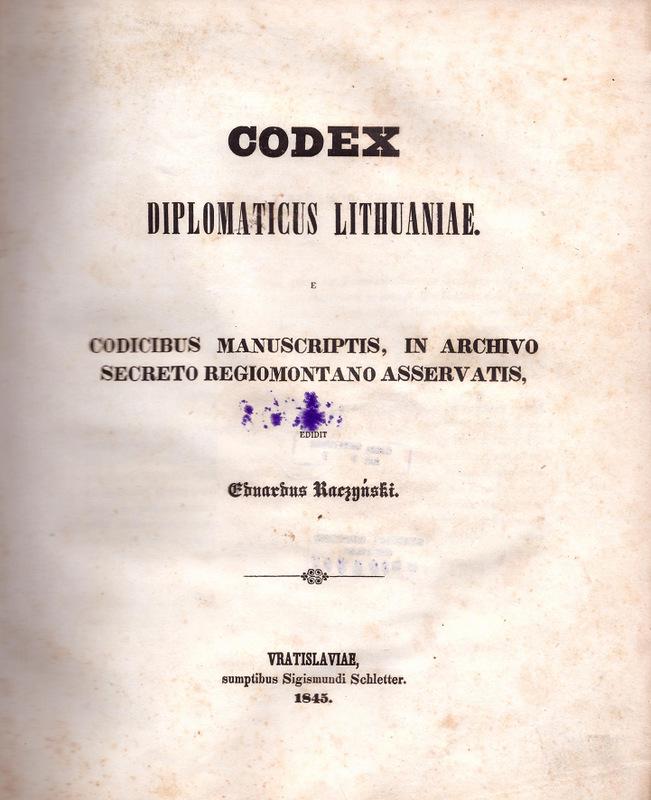 CODEX
DIPLOMATICUS LITHUANIAE.
E
CODICIBUS MANUSCRIPTIS, IN ARCHIVO
SECRETO REGIOMONTANO ASSERVATIS,
EDIDIT
Eduardus Raczyński.
VRATISLAVIAE,
sumptibus Sigismundi Schletter.
1845.